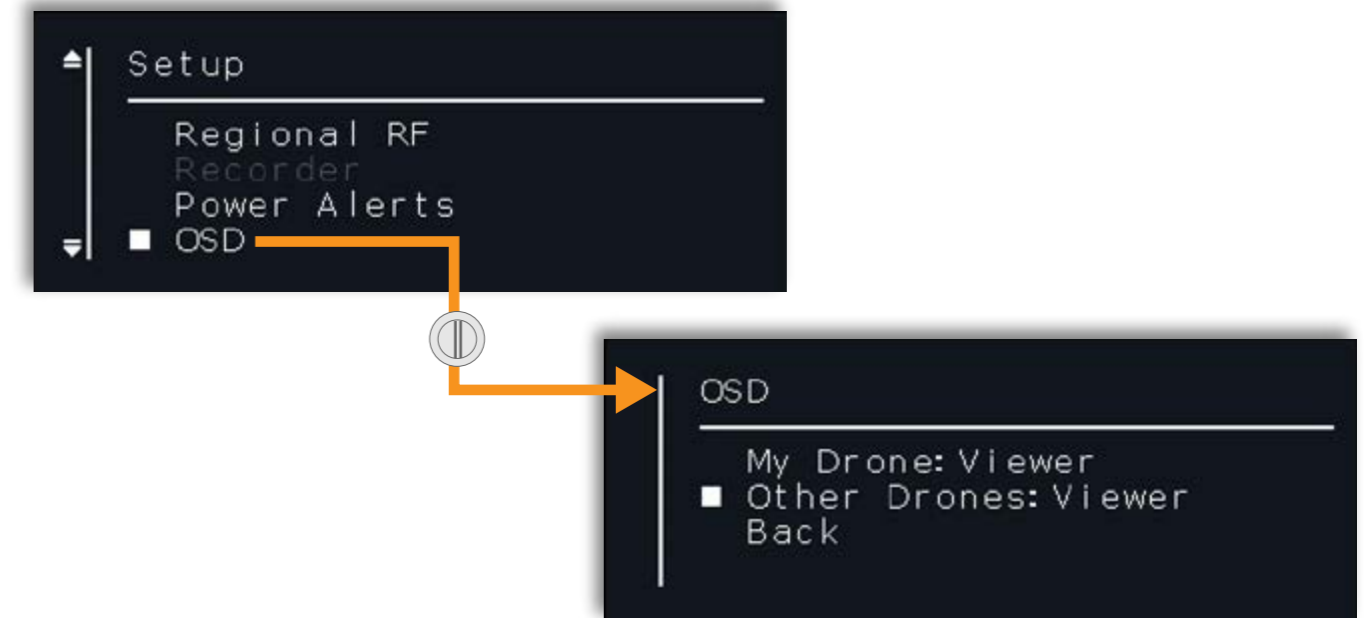 Setup
Regional RF
Recorder
Power Alerts
OSD
OSD
My Drone: Viewer
Other Drones: Viewer
Back